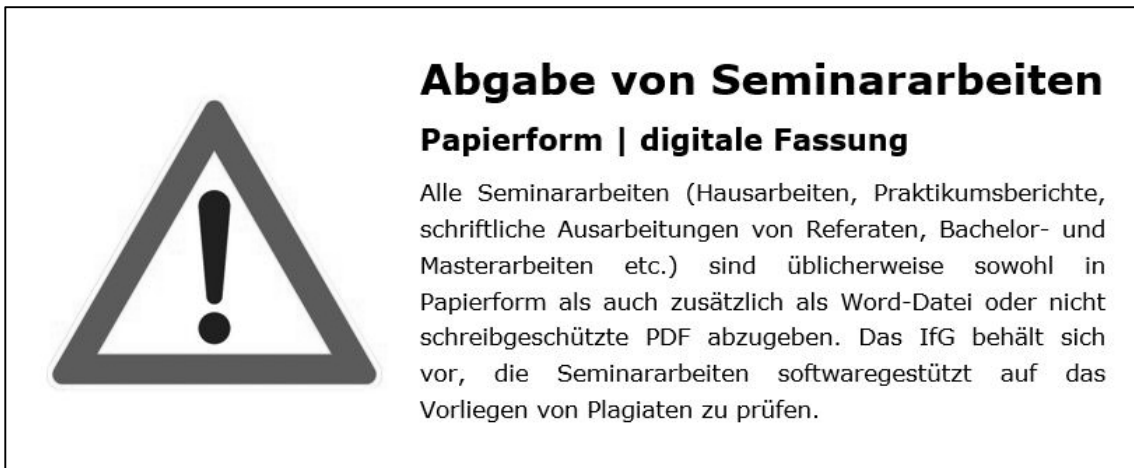 Abgabe von Seminararbeiten
Papierform | digitale Fassung
Alle Seminararbeiten (Hausarbeiten, Praktikumsberichte,
schriftliche Ausarbeitungen von Referaten, Bachelor- und
Masterarbeiten etc.) sind üblicherweise sowohl in
Papierform als auch zusätzlich als Word-Datei oder nicht
schreibgeschützte PDF abzugeben. Das IfG behält sich
vor, die Seminararbeiten softwaregestützt auf das
Vorliegen von Plagiaten zu prüfen.